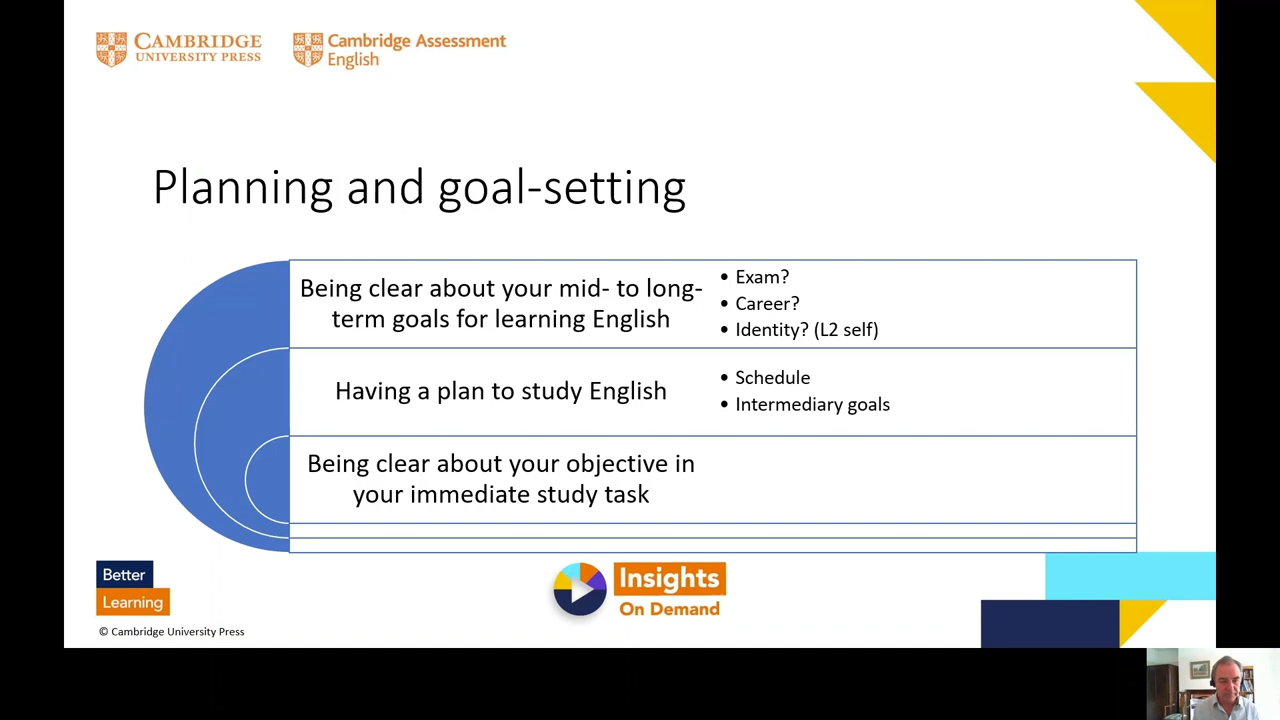 CAMBRIDGE
UNIVERSITY PRESS
Cambridge Assessment
English
Planning and goal-setting
Being clear about your mid- to long-
term goals for learning English
• Exam?
• Career?
• Identity? (L2 self)
Having a plan to study English
• Schedule
• Intermediary goals
Being clear about your objective in
your immediate study task
Better
Learning
Insights
On Demand
© Cambridge University Press